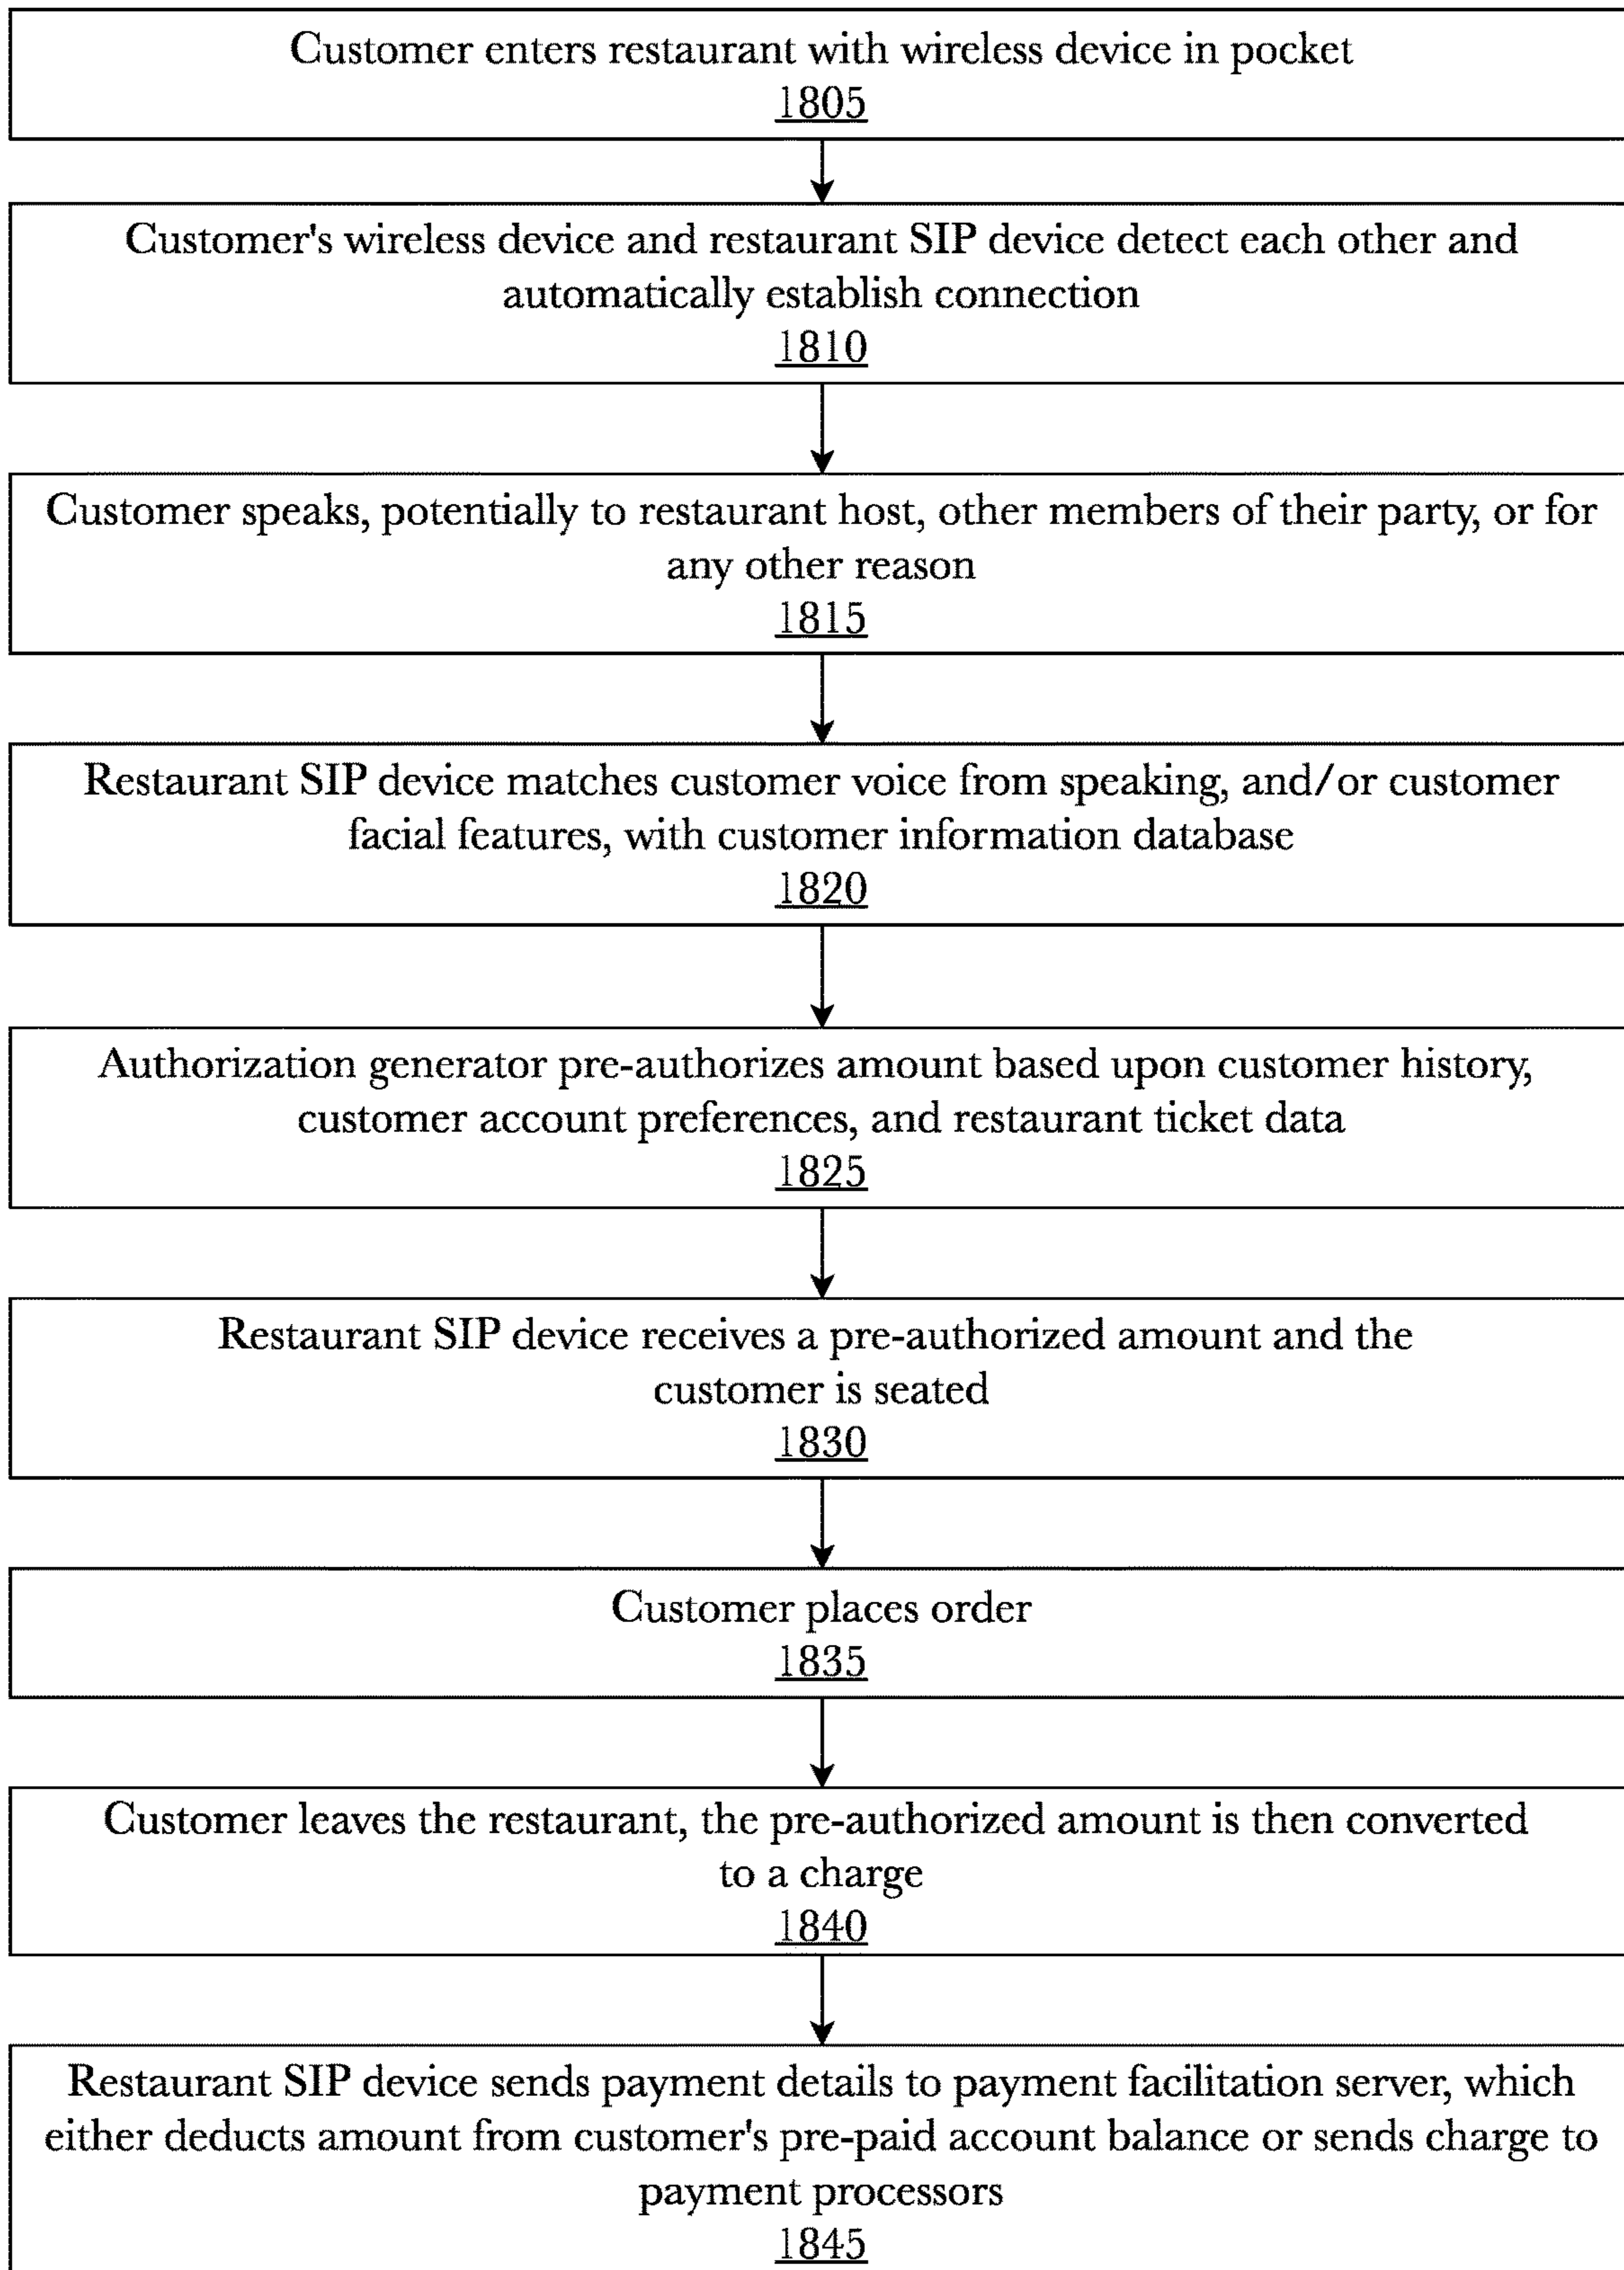 Customer enters restaurant with wireless device in pocket
1805
Customer's wireless device and restaurant SIP device detect each other and
automatically establish connection
1810
Customer speaks, potentially to restaurant host, other members of their party, or for
any other reason
1815
Restaurant SIP device matches customer voice from speaking, and/or customer
facial features, with customer information database
1820
Authorization generator pre-authorizes amount based upon customer history,
customer account preferences, and restaurant ticket data
1825
Restaurant SIP device receives a pre-authorized amount and the
customer is seated
1830
Customer places order
1835
Customer leaves the restaurant, the pre-authorized amount is then converted
to a charge
1840
Restaurant SIP device sends payment details to payment facilitation server, which
either deducts amount from customer's pre-paid account balance or sends charge to
payment processors
1845